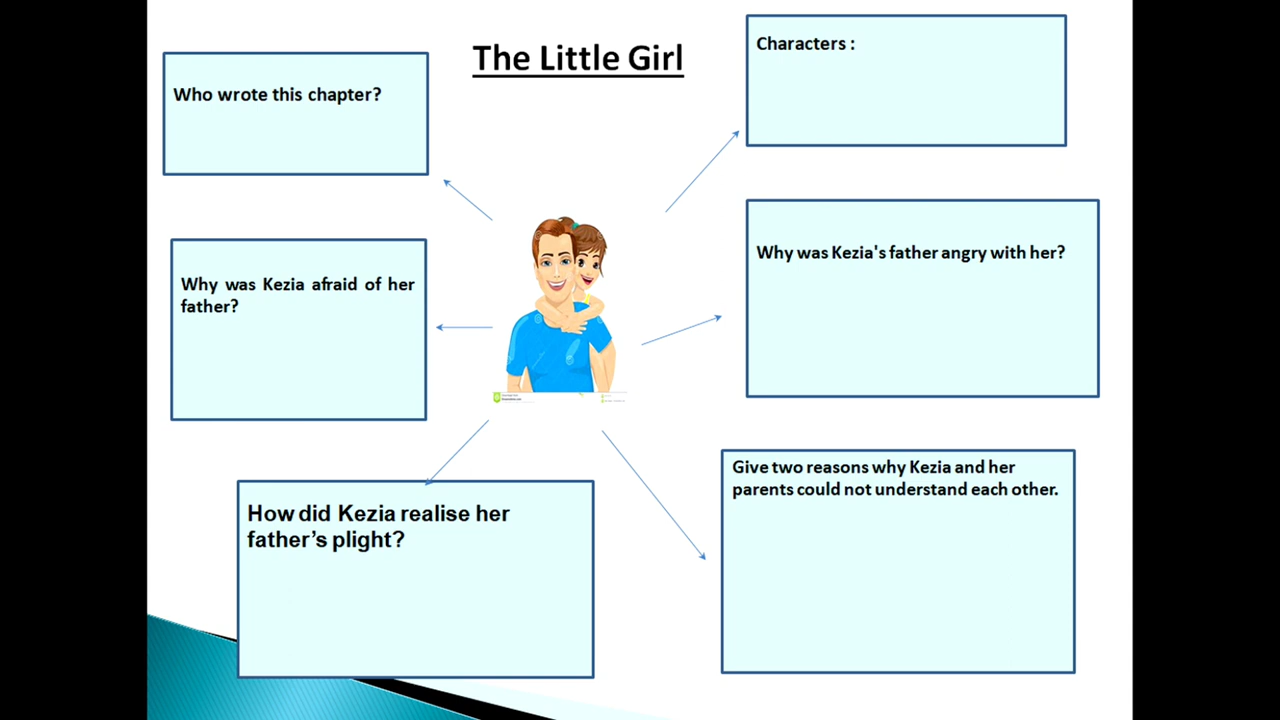 The Little Girl
Who wrote this chapter?
Characters :
Why was Kezia afraid of her
father?
Why was Kezia's father angry with her?
How did Kezia realise her
father’s plight?
Give two reasons why Kezia and her
parents could not understand each other.